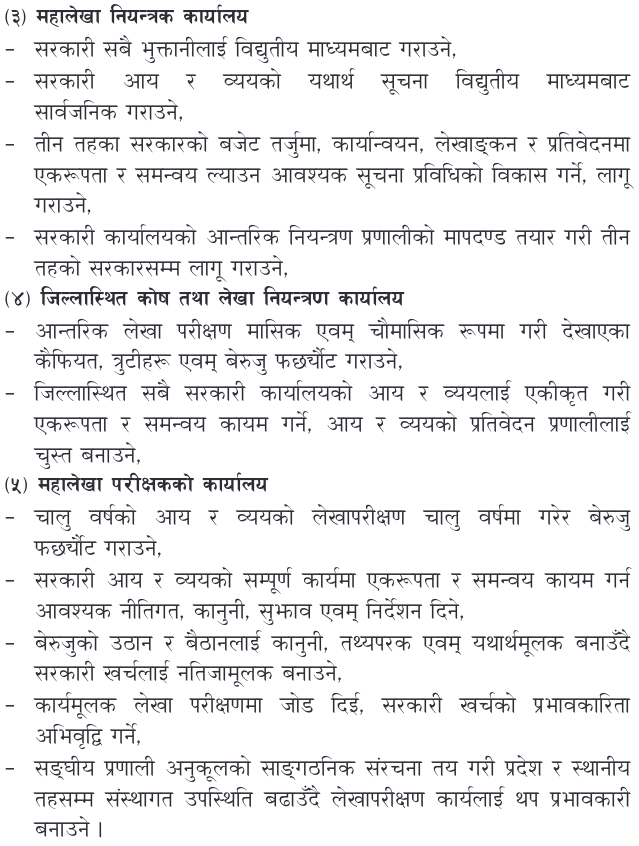 (३) महालेखा नियन्त्रक कार्यालय
– सरकारी सबै भुक्तानीलाई विद्युतीय माध्यमबाट गराउने,
– सरकारी आय र व्ययको यथार्थ सूचना विद्युतीय माध्यमबाट
सार्वजनिक गराउने,
– तीन तहका सरकारको बजेट तर्जुमा, कार्यान्वयन, लेखाङ्कन र प्रतिवेदनमा
एकरूपता र समन्वय ल्याउन आवश्यक सूचना प्रविधिको विकास गर्ने, लागू
गराउने,
– सरकारी कार्यालयको आन्तरिक नियन्त्रण प्रणालीको मापदण्ड तयार गरी तीन
तहको सरकारसम्म लागू गराउने,
(४) जिल्लास्थित कोष तथा लेखा नियन्त्रण कार्यालय
– आन्तरिक लेखा परीक्षण मासिक एवम् चौमासिक रूपमा गरी देखाएका
कैफियत, त्रुटीहरू एवम् बेरुजु फर्छ्यौट गराउने,
– जिल्लास्थित सबै सरकारी कार्यालयको आय र व्ययलाई एकीकृत गरी
एकरूपता र समन्वय कायम गर्ने, आय र व्ययको प्रतिवेदन प्रणालीलाई
चुस्त बनाउने,
(५) महालेखा परीक्षकको कार्यालय
– चालु वर्षको आय र व्ययको लेखापरीक्षण चालु वर्षमा गरेर बेरुजु
फर्छ्यौट गराउने,
– सरकारी आय र व्ययको सम्पूर्ण कार्यमा एकरूपता र समन्वय कायम गर्न
आवश्यक नीतिगत, कानुनी, सुझाव एवम् निर्देशन दिने,
– बेरुजुको उठान र बैठानलाई कानुनी, तथ्यपरक एवम् यथार्थमूलक बनाउँदै
सरकारी खर्चलाई नतिजामूलक बनाउने,
– कार्यमूलक लेखा परीक्षणमा जोड दिई, सरकारी खर्चको प्रभावकारिता
अभिवृद्वि गर्ने,
– सङ्घीय प्रणाली अनुकूलको साङ्गठनिक संरचना तय गरी प्रदेश र स्थानीय
तहसम्म संस्थागत उपस्थिति बढाउँदै लेखापरीक्षण कार्यलाई थप प्रभावकारी
बनाउने ।